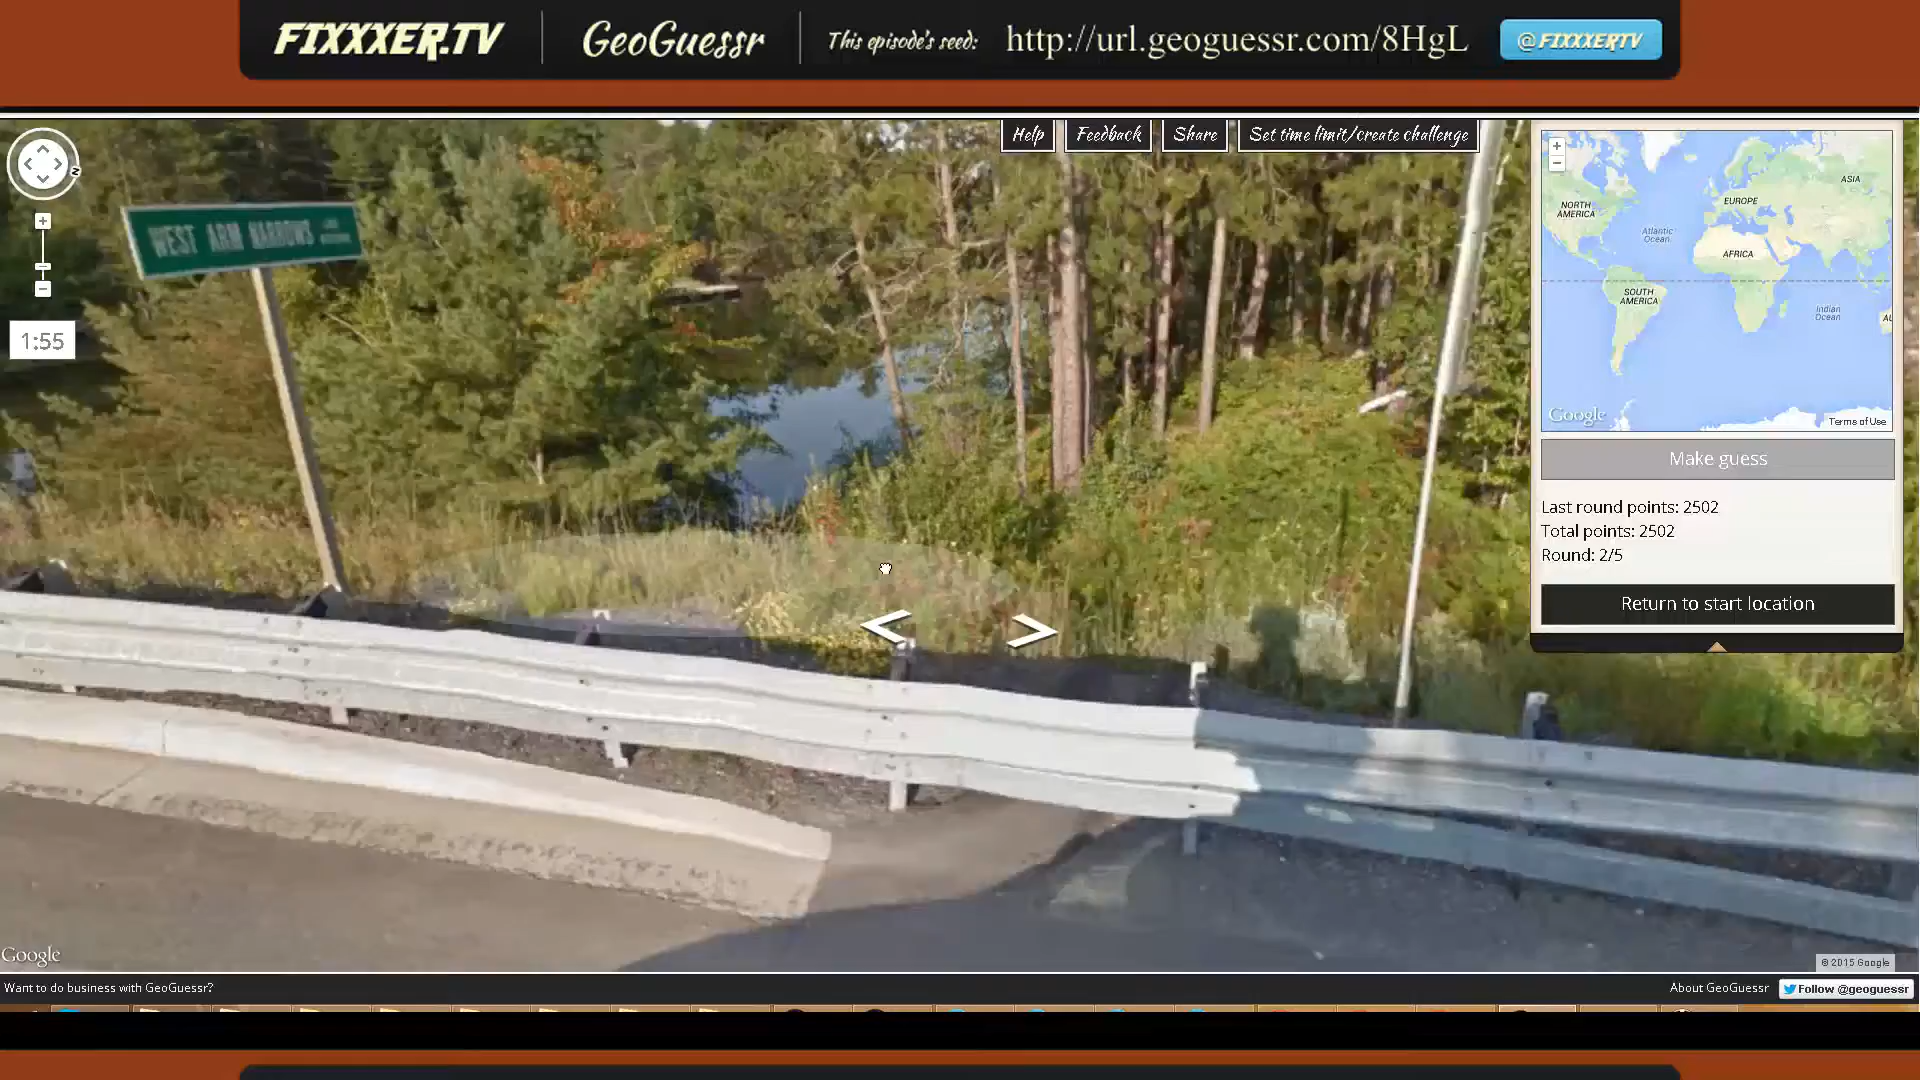 FIXXXER.TV
GeoGuessr
This episode's seed:
http://url.geoguessr.com/8HgL
@FIXXXERTV
Help
Feedback
Share
Set time limit/create challenge
WEST ARM NARROWS
N
1:55
+
−
+
−
ASIA
EUROPE
NORTH
AMERICA
Atlantic
Ocean
AFRICA
SOUTH
AMERICA
Indian
Ocean
AU
Google
Terms of Use
Make guess
Last round points: 2502
Total points: 2502
Round: 2/5
Return to start location
Google
© 2015 Google
Want to do business with GeoGuessr?
About GeoGuessr
Follow @geoguessr